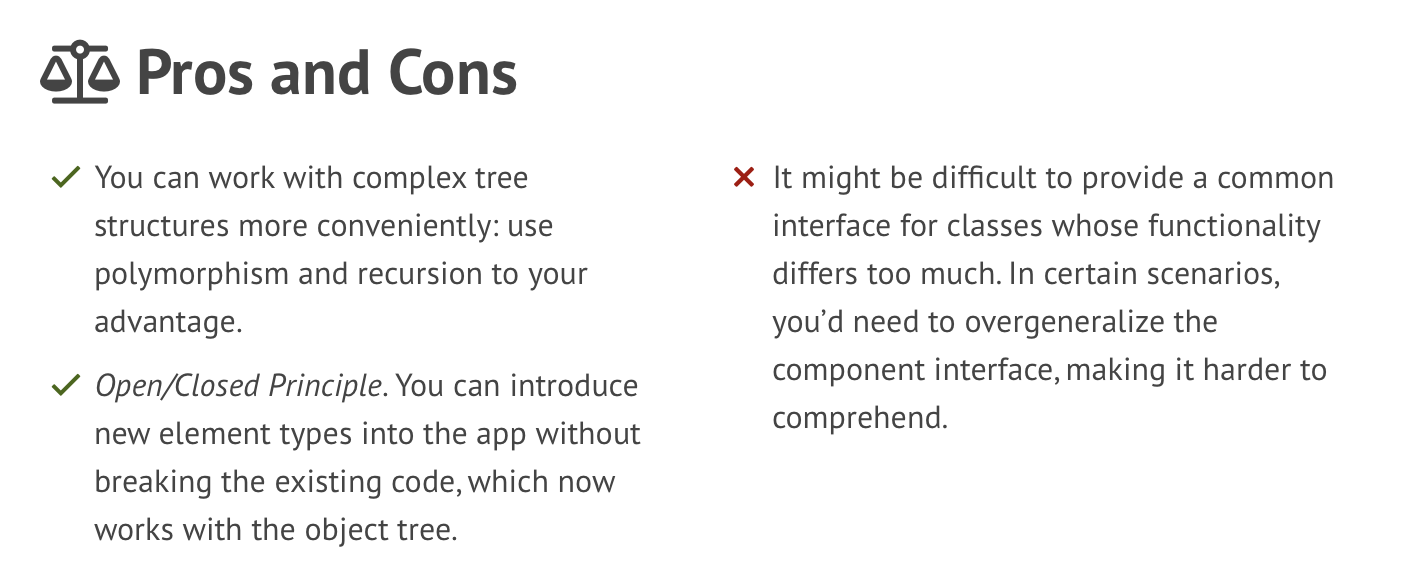 Pros and Cons
You can work with complex tree
structures more conveniently: use
polymorphism and recursion to your
advantage.
Open/Closed Principle. You can introduce
new element types into the app without
breaking the existing code, which now
works with the object tree.
It might be difficult to provide a common
interface for classes whose functionality
differs too much. In certain scenarios,
you’d need to overgeneralize the
component interface, making it harder to
comprehend.